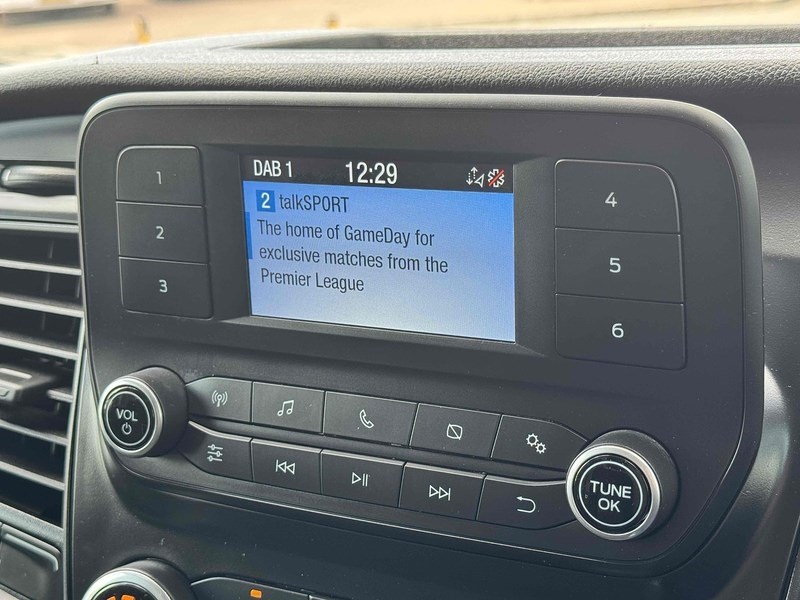 DAB 1 12:29
2 talkSPORT
The home of GameDay for
exclusive matches from the
Premier League
1
2
3
4
5
6
VOL
TUNE
OK